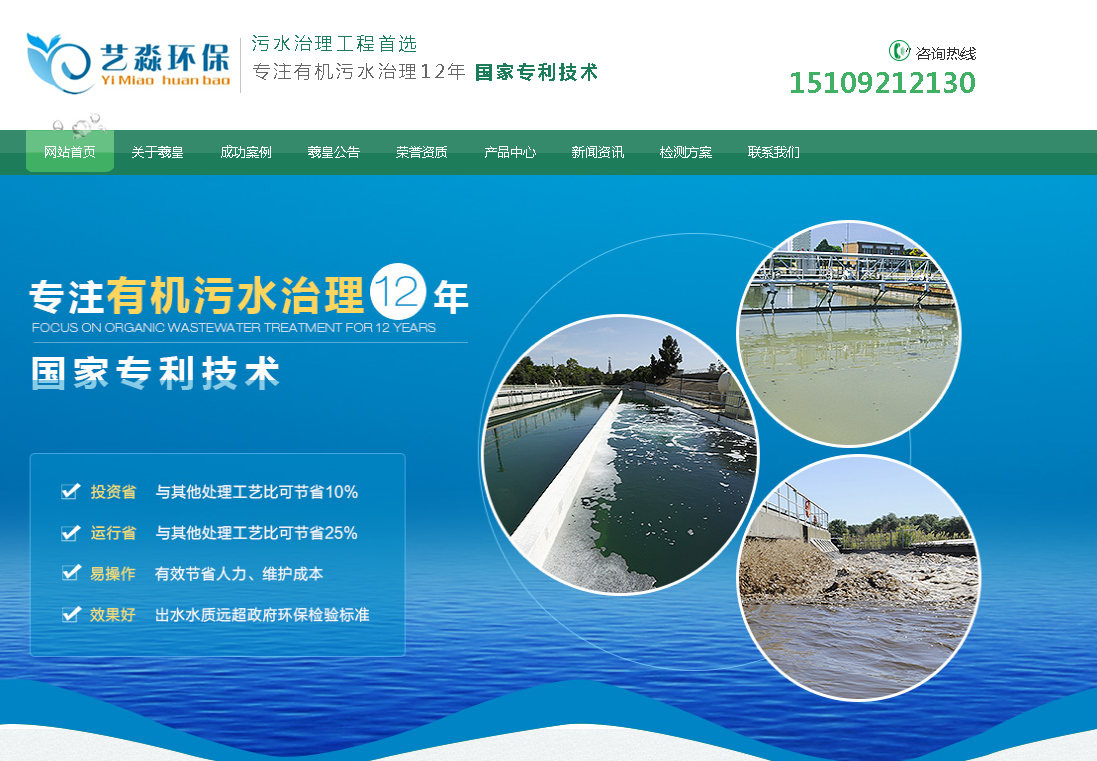 艺淼环保
Yi Miao huan bao
污水治理工程首选
专注有机污水治理12年 国家专利技术
咨询热线
15109212130
网站首页 关于羲皇 成功案例 羲皇公告 荣誉资质 产品中心 新闻资讯 检测方案 联系我们
专注有机污水治理12年
FOCUS ON ORGANIC WASTEWATER TREATMENT FOR 12 YEARS
国家专利技术
投资省 与其他处理工艺比可节省10%
运行省 与其他处理工艺比可节省25%
易操作 有效节省人力、维护成本
效果好 出水水质远超政府环保检验标准